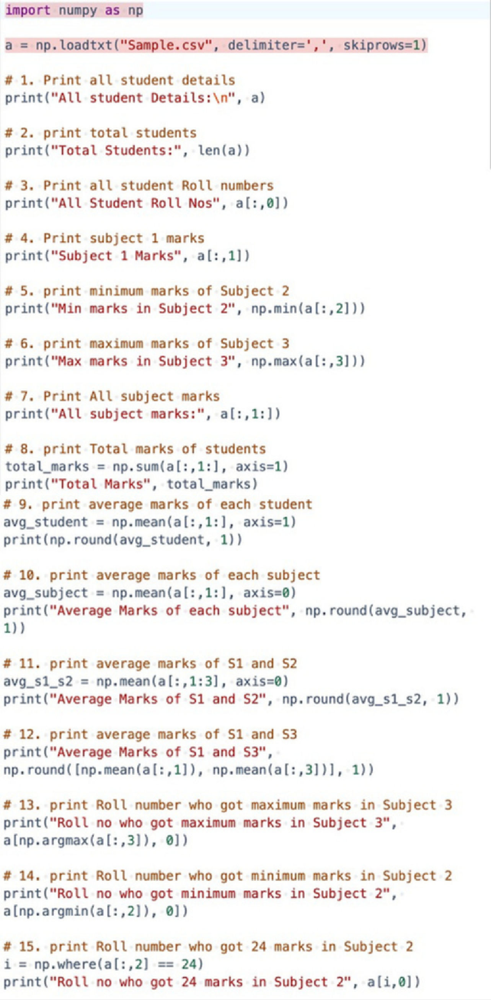 import numpy as np
a = np.loadtxt("Sample.csv", delimiter=',', skiprows=1)
# 1. Print all student details
print("All student Details:\n", a)
# 2. print total students
print("Total Students:", len(a))
# 3. Print all student Roll numbers
print("All Student Roll Nos", a[:,0])
# 4. Print subject 1 marks
print("Subject 1 Marks", a[:,1])
# 5. print minimum marks of Subject 2
print("Min marks in Subject 2", np.min(a[:,2]))
# 6. print maximum marks of Subject 3
print("Max marks in Subject 3", np.max(a[:,3]))
# 7. Print All subject marks
print("All subject marks:", a[:,1:])
# 8. print Total marks of students
total_marks = np.sum(a[:,1:], axis=1)
print("Total Marks", total_marks)
# 9. print average marks of each student
avg_student = np.mean(a[:,1:], axis=1)
print(np.round(avg_student, 1))
# 10. print average marks of each subject
avg_subject = np.mean(a[:,1:], axis=0)
print("Average Marks of each subject", np.round(avg_subject,
1))
# 11. print average marks of S1 and S2
avg_s1_s2 = np.mean(a[:,1:3], axis=0)
print("Average Marks of S1 and S2", np.round(avg_s1_s2, 1))
# 12. print average marks of S1 and S3
print("Average Marks of S1 and S3",
np.round([np.mean(a[:,1]), np.mean(a[:,3])], 1))
# 13. print Roll number who got maximum marks in Subject 3
print("Roll no who got maximum marks in Subject 3",
a[np.argmax(a[:,3]), 0])
# 14. print Roll number who got minimum marks in Subject 2
print("Roll no who got minimum marks in Subject 2",
a[np.argmin(a[:,2]), 0])
# 15. print Roll number who got 24 marks in Subject 2
i = np.where(a[:,2] == 24)
print("Roll no who got 24 marks in Subject 2", a[i,0])